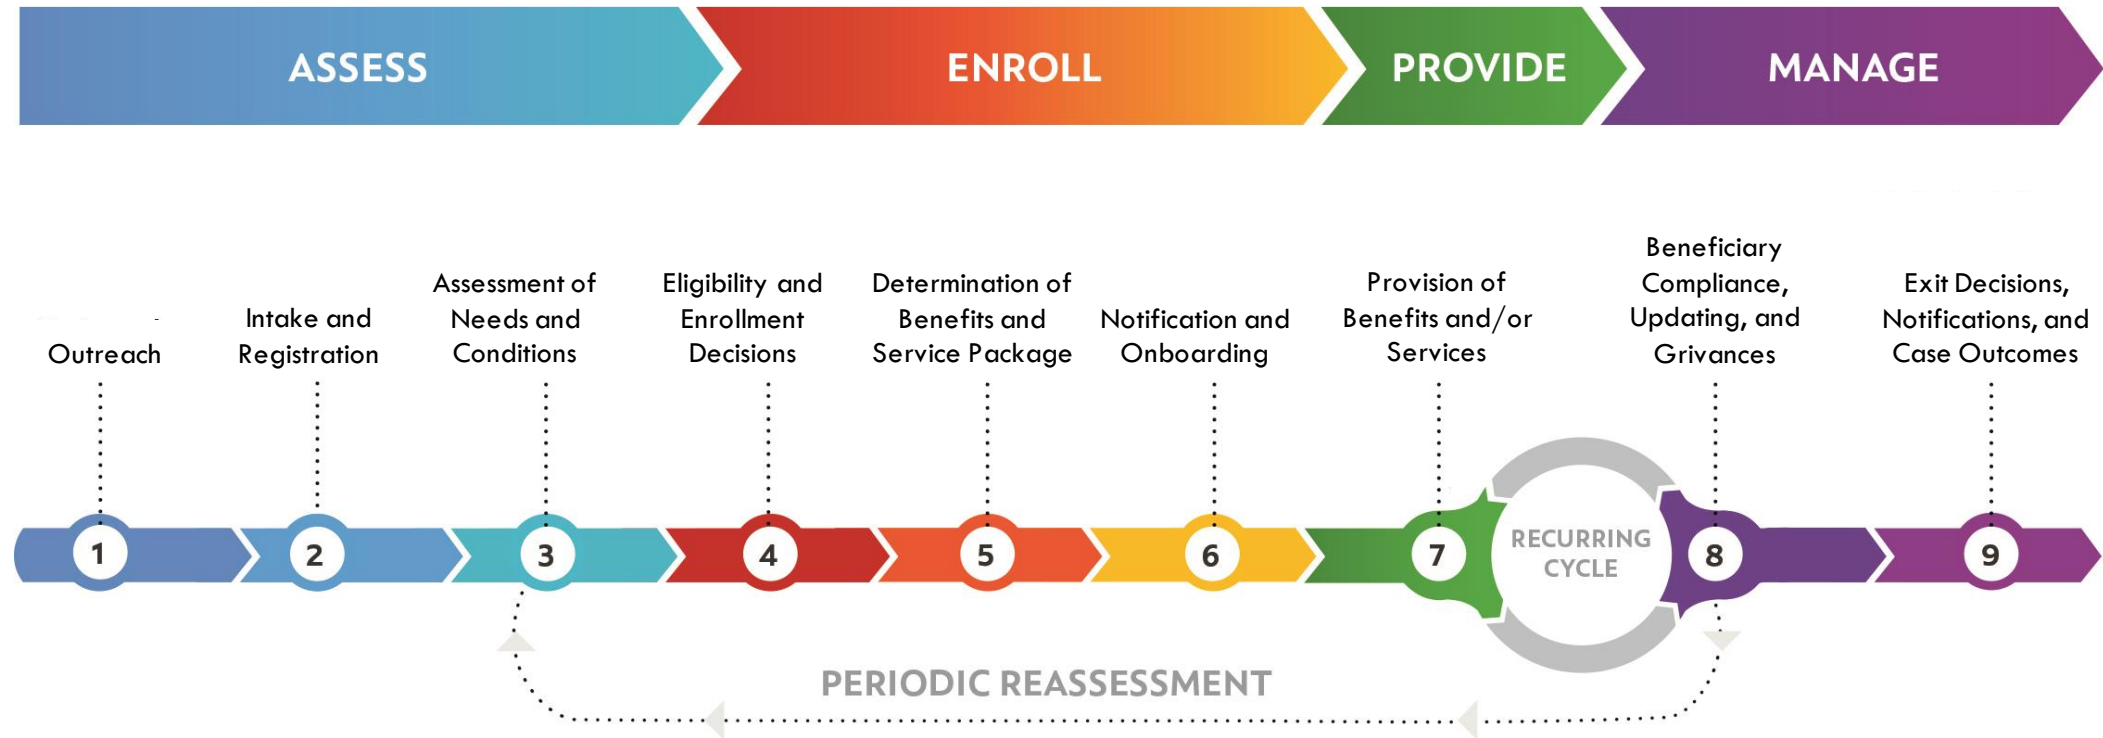 ASSESS
ENROLL
PROVIDE
MANAGE
Outreach
Intake and
Registration
Assessment of
Needs and
Conditions
Eligibility and
Enrollment
Decisions
Determination of
Benefits and
Service Package
Notification and
Onboarding
Provision of
Benefits and/or
Services
Beneficiary
Compliance,
Updating, and
Grivances
Exit Decisions,
Notifications, and
Case Outcomes
1
2
3
4
5
6
7
RECURRING
CYCLE
8
9
PERIODIC REASSESSMENT